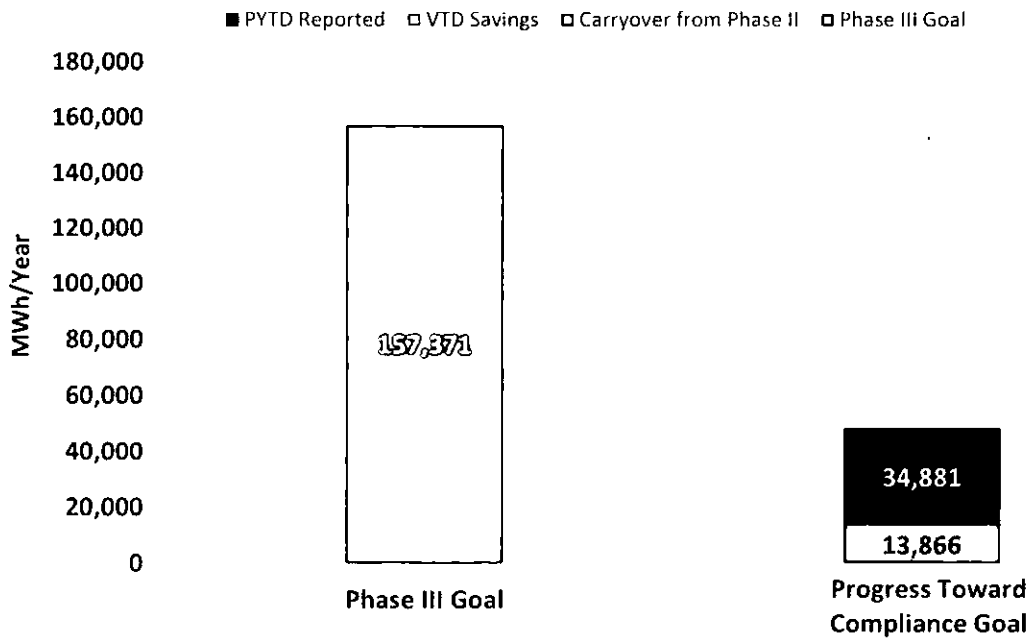 PYTD Reported VTD Savings Carryover from Phase II Phase III Goal
180,000
160,000
140,000
120,000
100,000
80,000
60,000
40,000
20,000
0
MWh/Year
157,371
34,881
13,866
Phase III Goal
Progress Toward
Compliance Goal